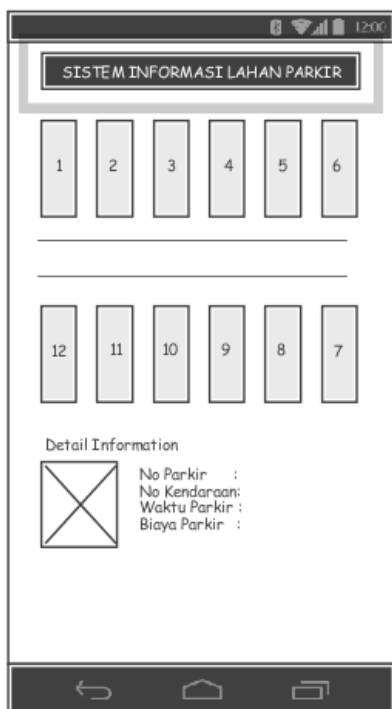 12:00
SISTEM INFORMASI LAHAN PARKIR
1 2 3 4 5 6
12 11 10 9 8 7
Detail Information
No Parkir :
No Kendaraan:
Waktu Parkir :
Biaya Parkir :